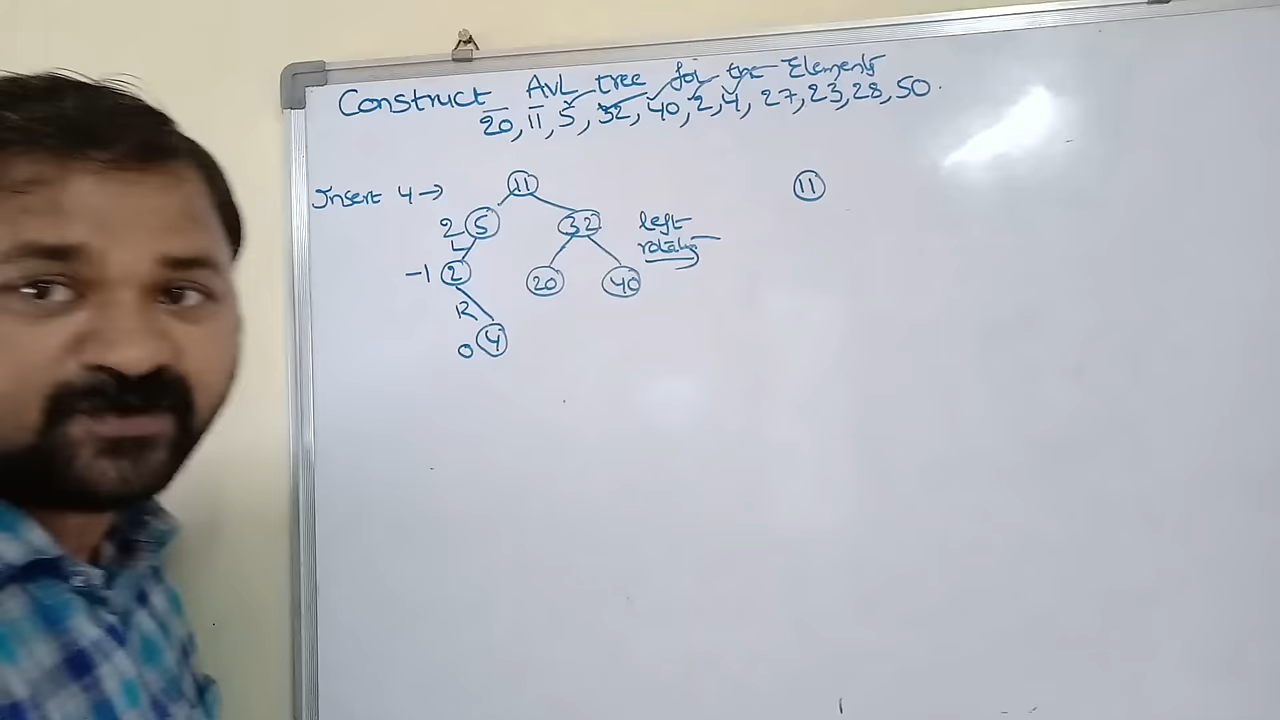 Construct AVL tree for the Elements
20, 11, 5, 32, 40, 2, 4, 27, 23, 28, 50.
Insert 4 → 11 11
2 5 32 left
L rotation
-1 2 20 40
R
0 4